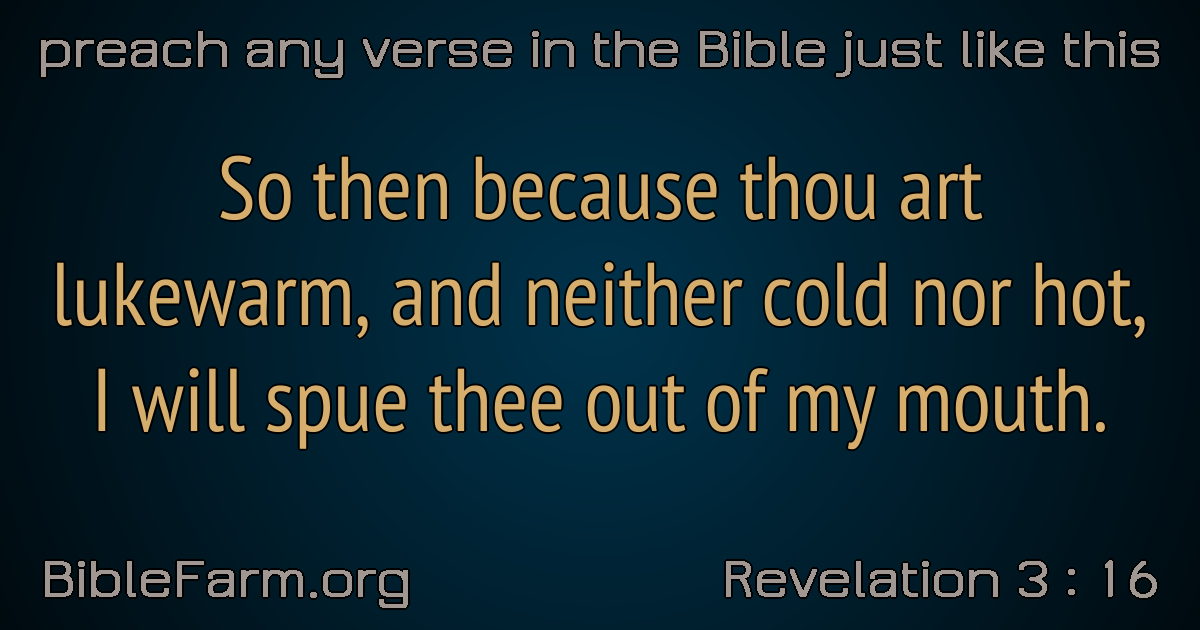 preach any verse in the Bible just like this
So then because thou art
lukewarm, and neither cold nor hot,
I will spue thee out of my mouth.
BibleFarm.org
Revelation 3 : 16